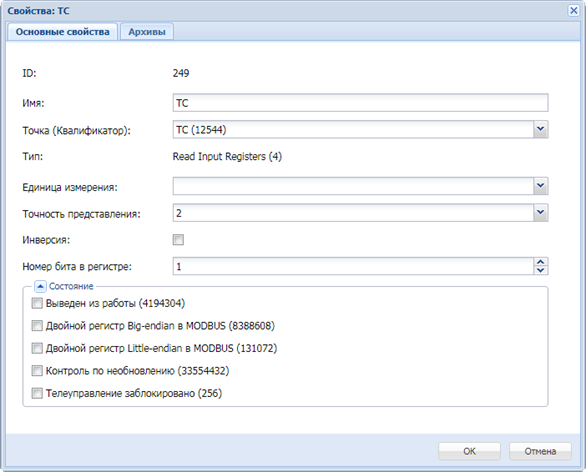 Свойства: ТС
Основные свойства Архивы
ID: 249
Имя: ТС
Точка (Квалификатор): ТС (12544)
Тип: Read Input Registers (4)
Единица измерения:
Точность представления: 2
Инверсия:
Номер бита в регистре: 1
Состояние
Выведен из работы (4194304)
Двойной регистр Big-endian в MODBUS (8388608)
Двойной регистр Little-endian в MODBUS (131072)
Контроль по необновлению (33554432)
Телеуправление заблокировано (256)
ОК Отмена